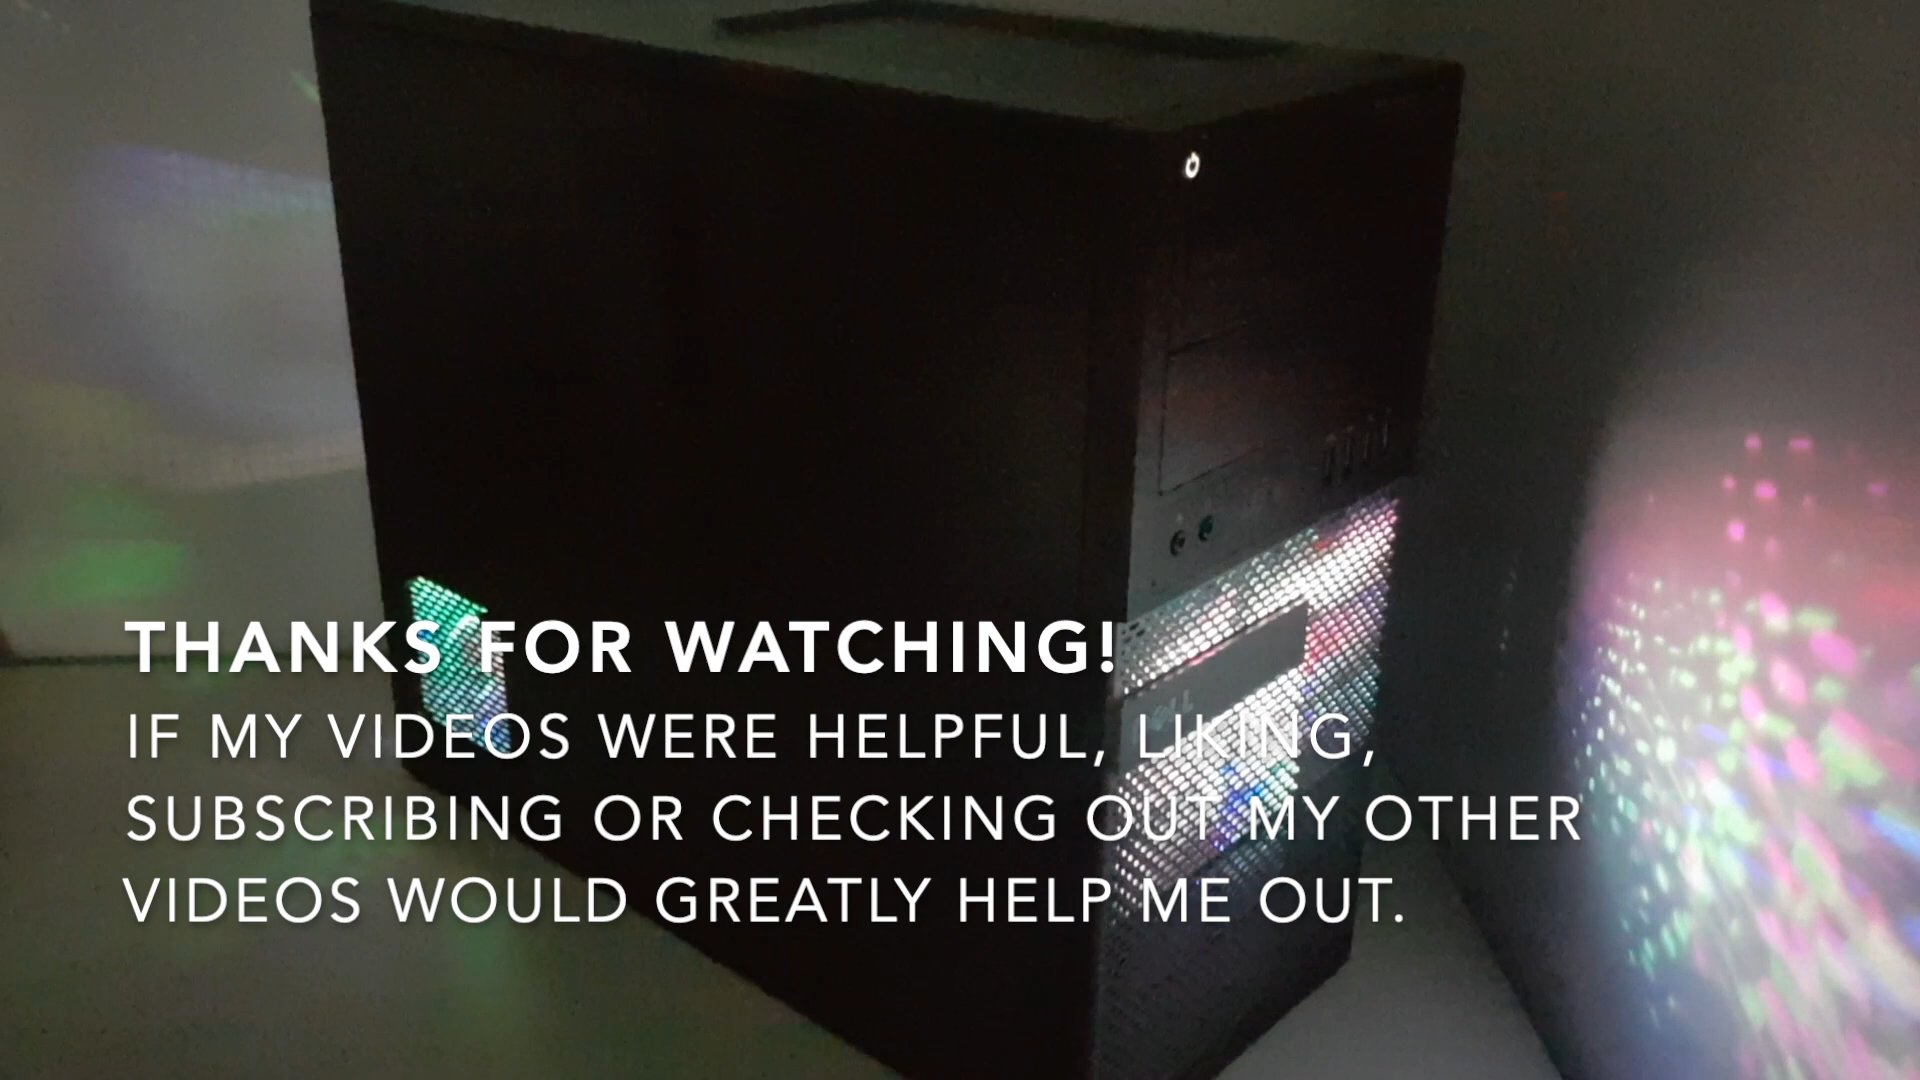 THANKS FOR WATCHING!
IF MY VIDEOS WERE HELPFUL, LIKING,
SUBSCRIBING OR CHECKING OUT MY OTHER
VIDEOS WOULD GREATLY HELP ME OUT.
DELL